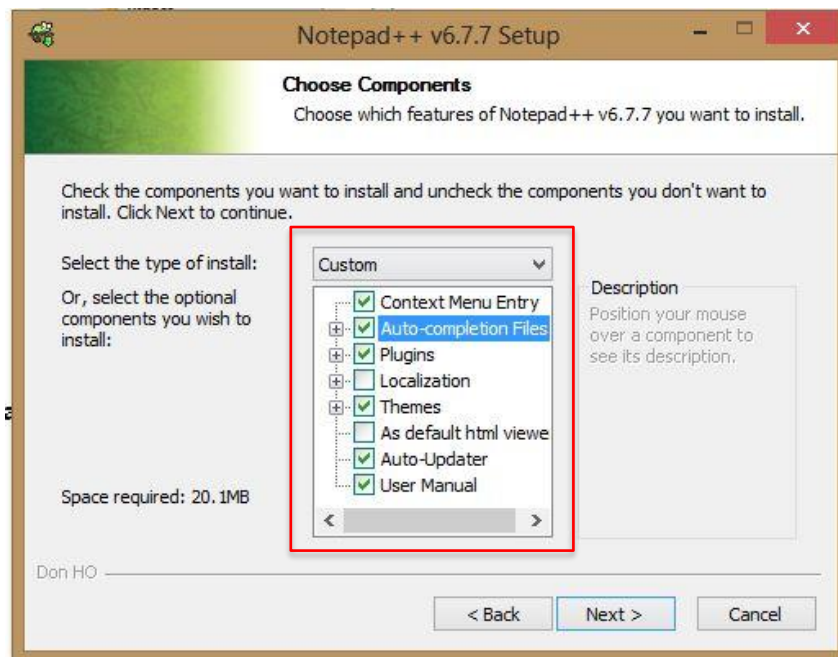 Notepad++ v6.7.7 Setup
Choose Components
Choose which features of Notepad++ v6.7.7 you want to install.
Check the components you want to install and uncheck the components you don't want to
install. Click Next to continue.
Select the type of install:
Custom
Or, select the optional
components you wish to
install:
Context Menu Entry
Auto-completion Files
Plugins
Localization
Themes
As default html viewe
Auto-Updater
User Manual
Description
Position your mouse
over a component to
see its description.
Space required: 20.1MB
Don HO
< Back
Next >
Cancel